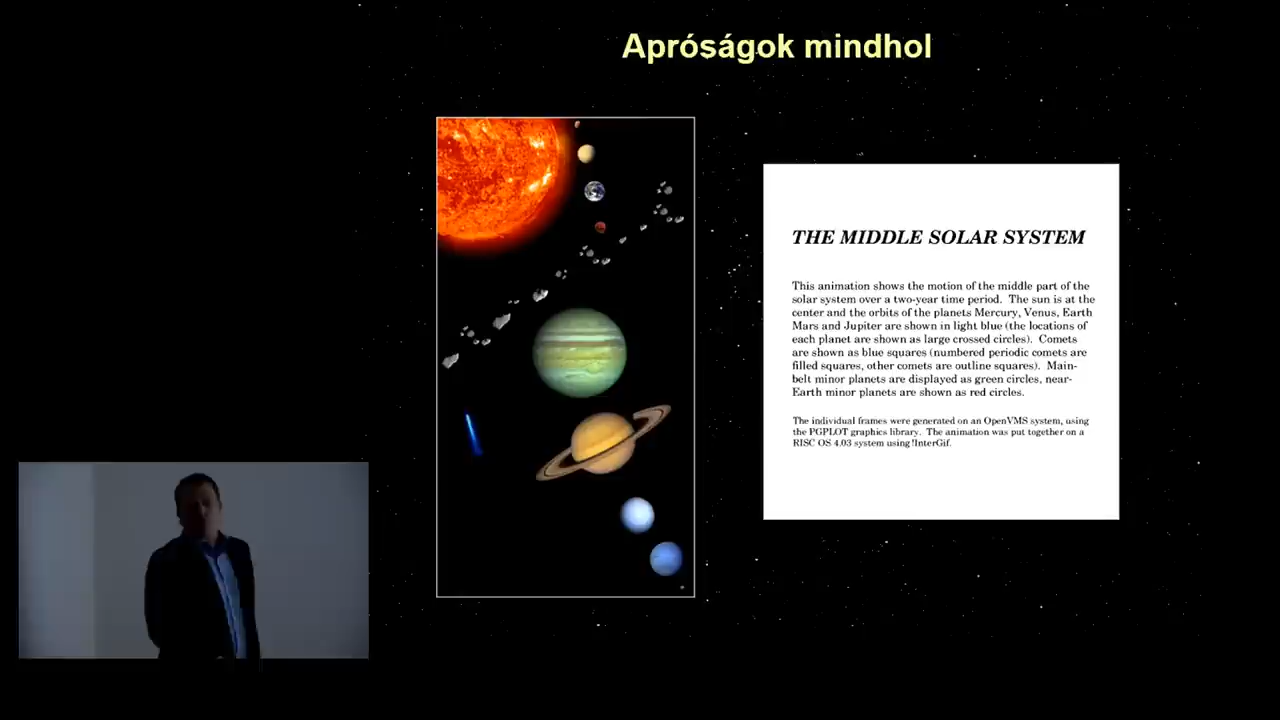 Apróságok mindhol
THE MIDDLE SOLAR SYSTEM
This animation shows the motion of the middle part of the
solar system over a two-year time period. The sun is at the
center and the orbits of the planets Mercury, Venus, Earth
Mars and Jupiter are shown in light blue (the locations of
each planet are shown as large crossed circles). Comets
are shown as blue squares (numbered periodic comets are
filled squares, other comets are outline squares). Main-
belt minor planets are displayed as green circles, near-
Earth minor planets are shown as red circles.
The individual frames were generated on an OpenVMS system, using
the PGPLOT graphics library. The animation was put together on a
RISC OS 4.03 system using !InterGif.